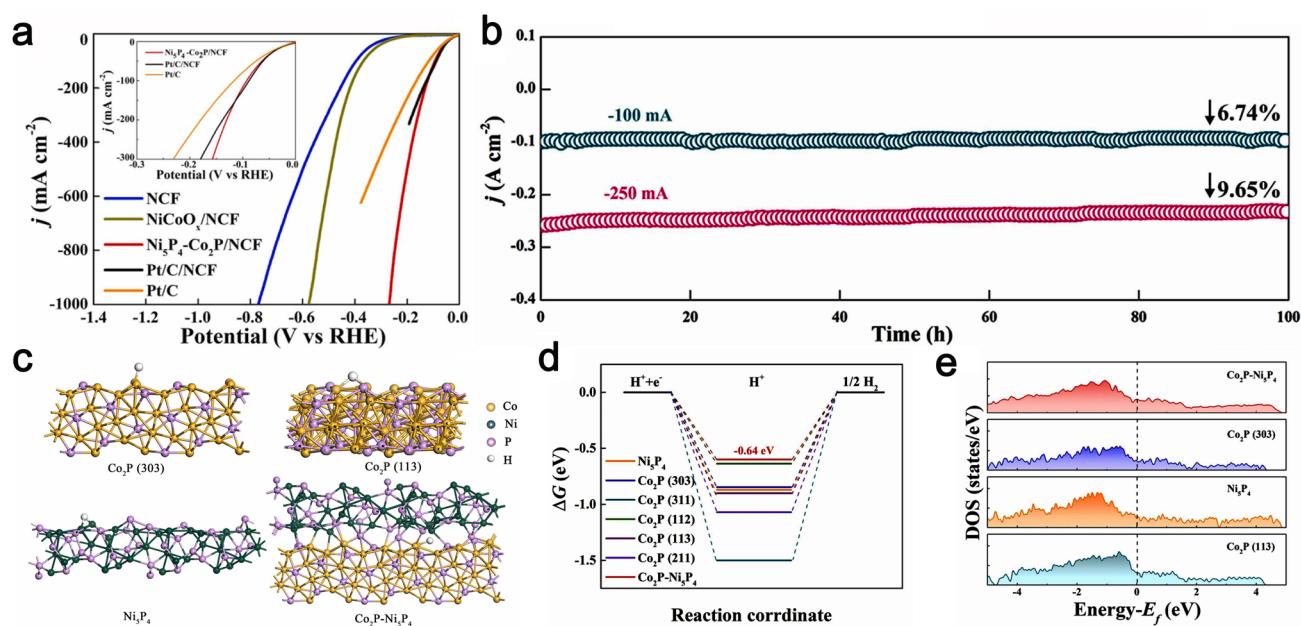 a
j (mA cm⁻²)
0
-200
-400
-600
-800
-1000
-1.4
-1.2
-1.0
-0.8
-0.6
-0.4
-0.2
0.0
Potential (V vs RHE)
NCF
NiCoOₓ/NCF
Ni₅P₄-Co₂P/NCF
Pt/C/NCF
Pt/C
j (mA cm⁻²)
0
-100
-200
-300
-0.3
-0.2
-0.1
0.0
Potential (V vs RHE)
Ni₅P₄-Co₂P/NCF
Pt/C/NCF
Pt/C
b
j (A cm⁻²)
0.1
0.0
-0.1
-0.2
-0.3
-0.4
0
20
40
60
80
100
Time (h)
-100 mA
↓6.74%
-250 mA
↓9.65%
c
Co₂P (303)
Co₂P (113)
Co
Ni
P
H
Ni₅P₄
Co₂P-Ni₅P₄
d
ΔG (eV)
0.0
-0.5
-1.0
-1.5
H⁺+e⁻
H⁺
1/2 H₂
-0.64 eV
Ni₅P₄
Co₂P (303)
Co₂P (311)
Co₂P (112)
Co₂P (113)
Co₂P (211)
Co₂P-Ni₅P₄
Reaction corrdinate
e
DOS (states/eV)
Co₂P-Ni₅P₄
Co₂P (303)
Ni₅P₄
Co₂P (113)
-4
-2
0
2
4
Energy-E_f (eV)